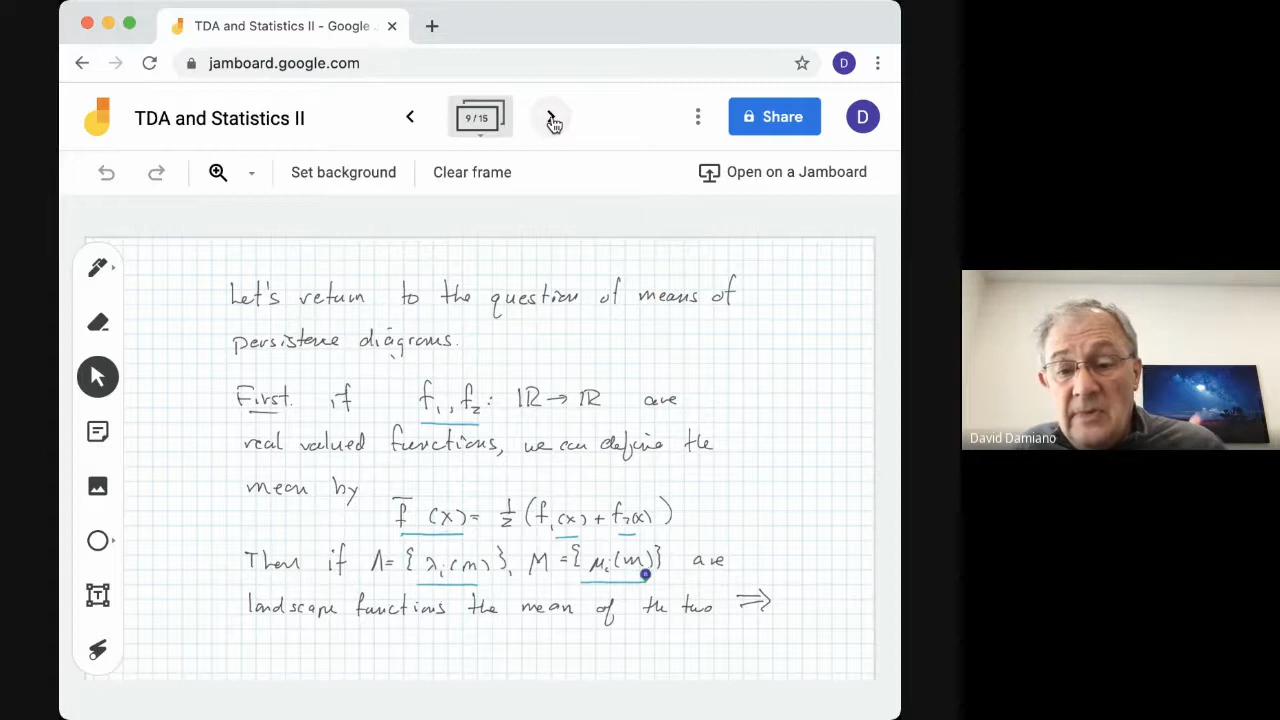 TDA and Statistics II - Google
jamboard.google.com
D
TDA and Statistics II
9 / 15
Share
D
Set background
Clear frame
Open on a Jamboard
Let's return to the question of means of
persistence diagrams.
First if f₁, f₂: ℝ → ℝ are
real valued functions, we can define the
mean by
f̅ (x) = ½ (f₁(x) + f₂(x))
Then if Λ = { λᵢ(m) }, M = { μᵢ(m) } are
landscape functions the mean of the two ⇒
David Damiano